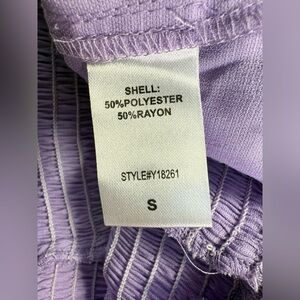 SHELL:
50%POLYESTER
50%RAYON
STYLE#Y18261
S